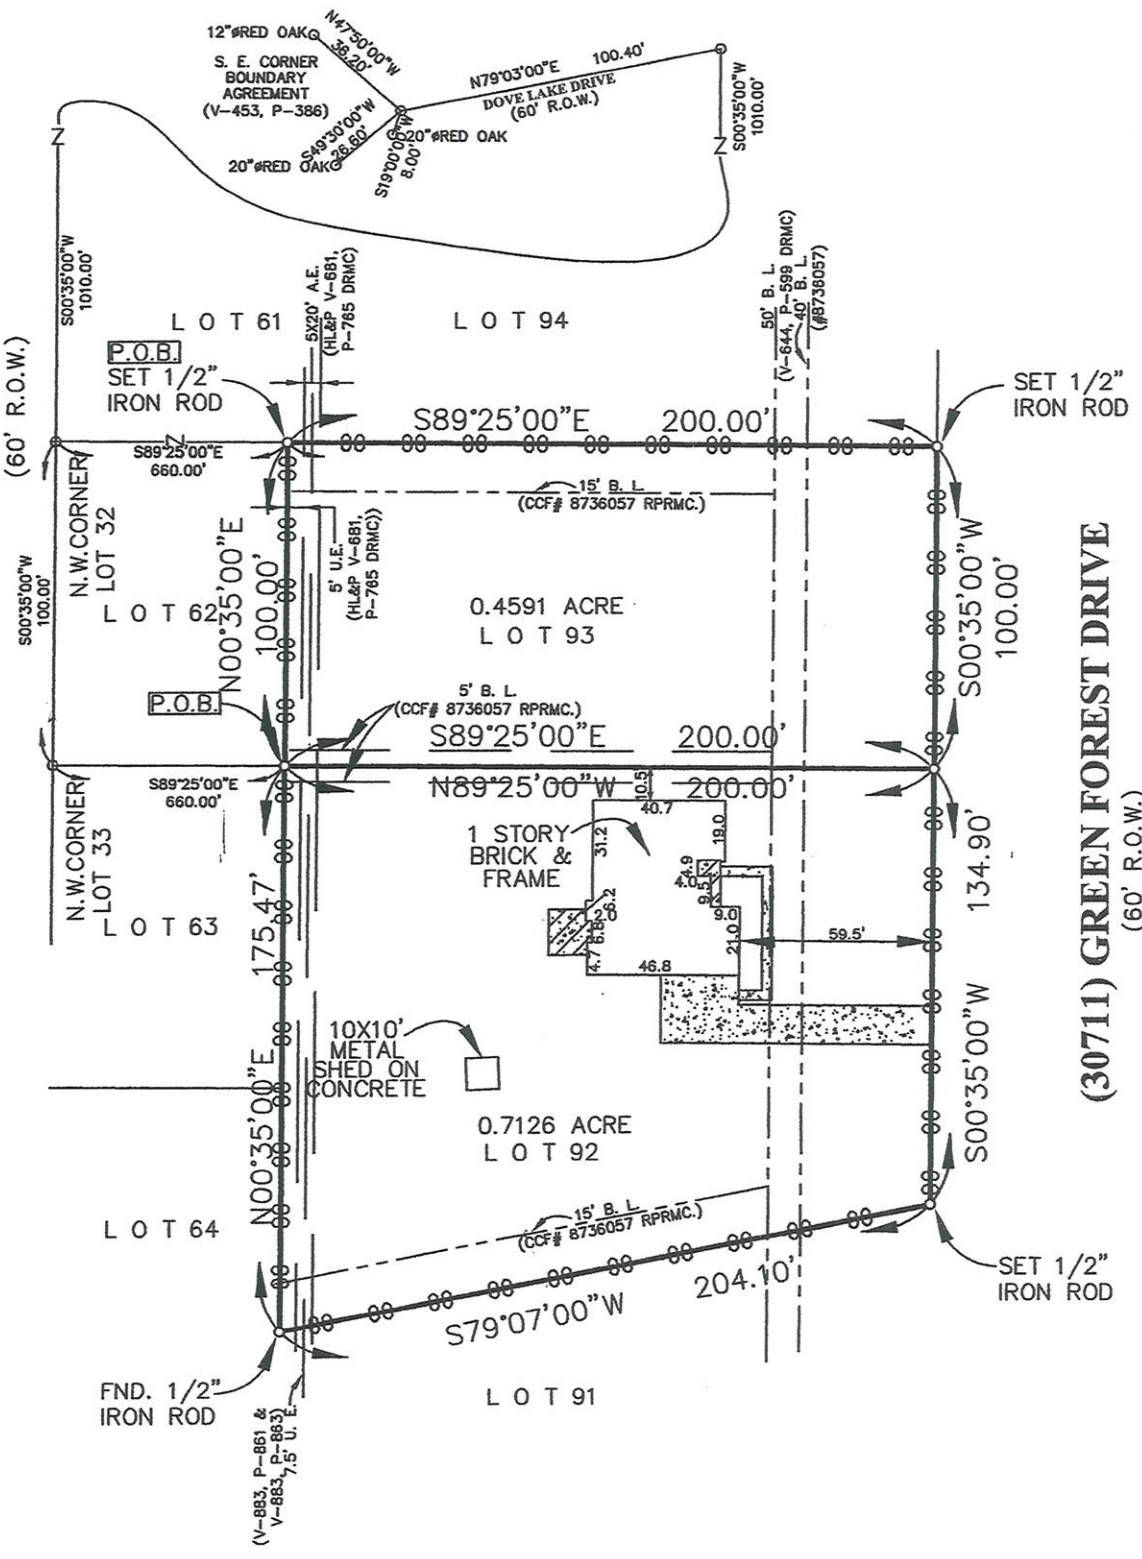 12"øRED OAK
N47°50'00"W
36.20'
S. E. CORNER
BOUNDARY
AGREEMENT
(V-453, P-386)
N79°03'00"E 100.40'
DOVE LAKE DRIVE
(60' R.O.W.)
S49°30'00"W
26.60'
20"øRED OAK
20"øRED OAK
S19°00'00"W
8.00'
Z
Z
S00°35'00"W
1010.00'
(60' R.O.W.)
S00°35'00"W
1010.00'
LOT 61
LOT 94
5X20' A.E.
(HL&P V-681,
P-765 DRMC)
50' B. L.
(V-644, P-599 DRMC)
40' B. L.
(#8736057)
P.O.B.
SET 1/2"
IRON ROD
SET 1/2"
IRON ROD
S89°25'00"E 200.00'
Z
S89°25'00"E
660.00'
N.W.CORNER
LOT 32
15' B. L.
(CCF# 8736057 RPRMC.)
5' U.E.
(HL&P V-681,
P-765 DRMC))
S00°35'00"W
100.00'
LOT 62
N00°35'00"E
100.00'
0.4591 ACRE
LOT 93
S00°35'00"W
100.00'
P.O.B.
5' B. L.
(CCF# 8736057 RPRMC.)
S89°25'00"E 200.00'
S89°25'00"E
660.00'
N89°25'00"W 200.00'
N.W.CORNER
LOT 33
10.5
40.7
1 STORY
BRICK &
FRAME
31.2
19.0
4.9
4.0
9.5
6.2
2.0
6.8
4.7
9.0
21.0
46.8
59.5'
LOT 63
175.47'
N00°35'00"E
134.90'
S00°35'00"W
(30711) GREEN FOREST DRIVE
(60' R.O.W.)
10X10'
METAL
SHED ON
CONCRETE
0.7126 ACRE
LOT 92
LOT 64
15' B. L.
(CCF# 8736057 RPRMC.)
S79°07'00"W 204.10'
SET 1/2"
IRON ROD
FND. 1/2"
IRON ROD
LOT 91
(V-883, P-861 &
V-883, P-863)
7.5' U. E.